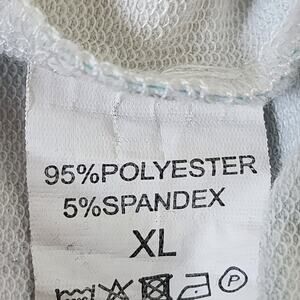 95%POLYESTER
5%SPANDEX
XL
P